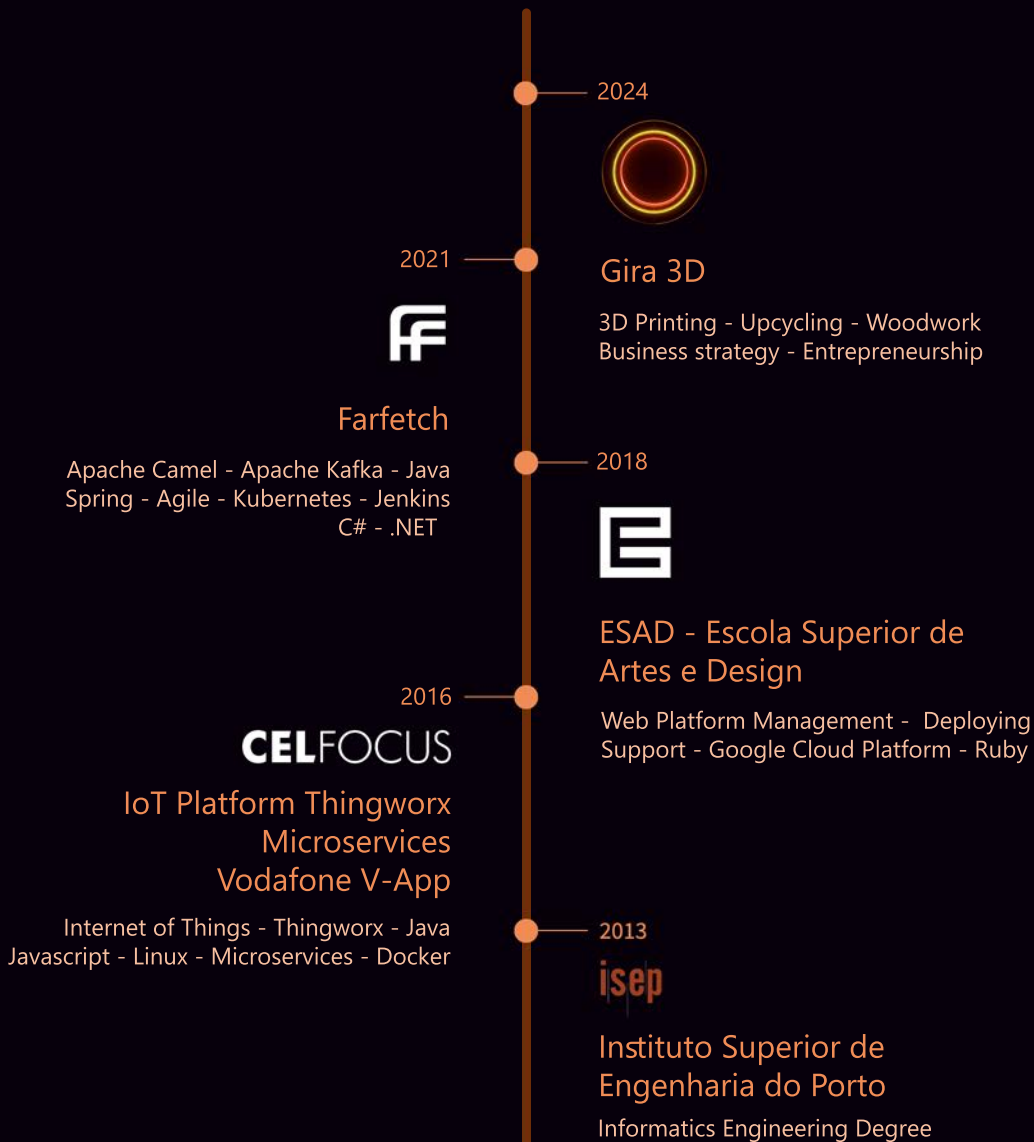 2024
Gira 3D
3D Printing - Upcycling - Woodwork
Business strategy - Entrepreneurship
2021
Farfetch
Apache Camel - Apache Kafka - Java
Spring - Agile - Kubernetes - Jenkins
C# - .NET
2018
ESAD - Escola Superior de
Artes e Design
Web Platform Management - Deploying
Support - Google Cloud Platform - Ruby
2016
CELFOCUS
IoT Platform Thingworx
Microservices
Vodafone V-App
Internet of Things - Thingworx - Java
Javascript - Linux - Microservices - Docker
2013
isep
Instituto Superior de
Engenharia do Porto
Informatics Engineering Degree